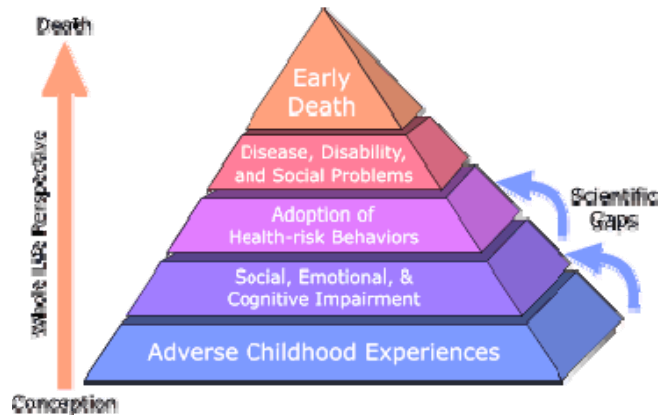 Death
Early
Death
Disease, Disability,
and Social Problems
Scientific
Gaps
Adoption of
Health-risk Behaviors
Whole Life Perspective
Social, Emotional, &
Cognitive Impairment
Adverse Childhood Experiences
Conception